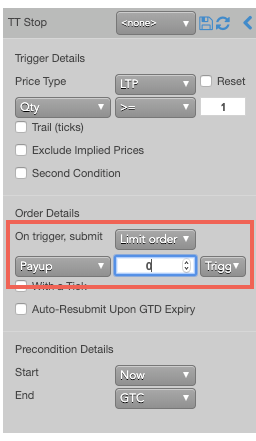 TT Stop <none>
Trigger Details
Price Type LTP Reset
Qty >= 1
Trail (ticks)
Exclude Implied Prices
Second Condition
Order Details
On trigger, submit Limit order
Payup 0 Trigg
With a Tick
Auto-Resubmit Upon GTD Expiry
Precondition Details
Start Now
End GTC